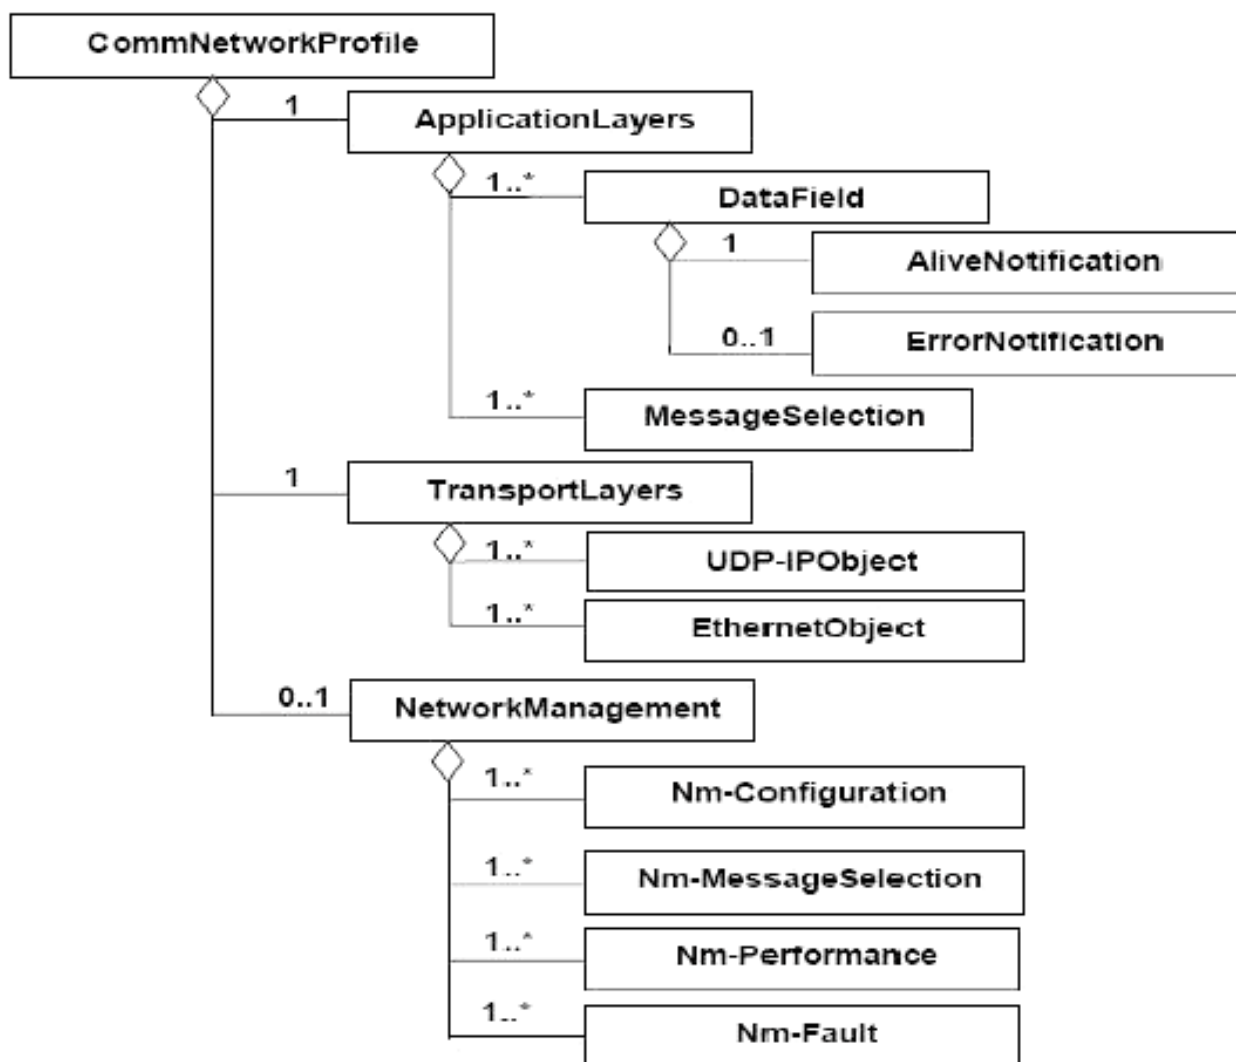 CommNetworkProfile
1
ApplicationLayers
1..*
DataField
1
AliveNotification
0..1
ErrorNotification
1..*
MessageSelection
1
TransportLayers
1..*
UDP-IPObject
1..*
EthernetObject
0..1
NetworkManagement
1..*
Nm-Configuration
1..*
Nm-MessageSelection
1..*
Nm-Performance
1..*
Nm-Fault